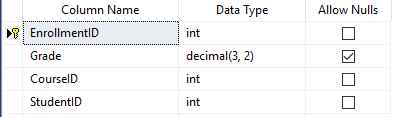 Column Name Data Type Allow Nulls
EnrollmentID int
Grade decimal(3, 2)
CourseID int
StudentID int